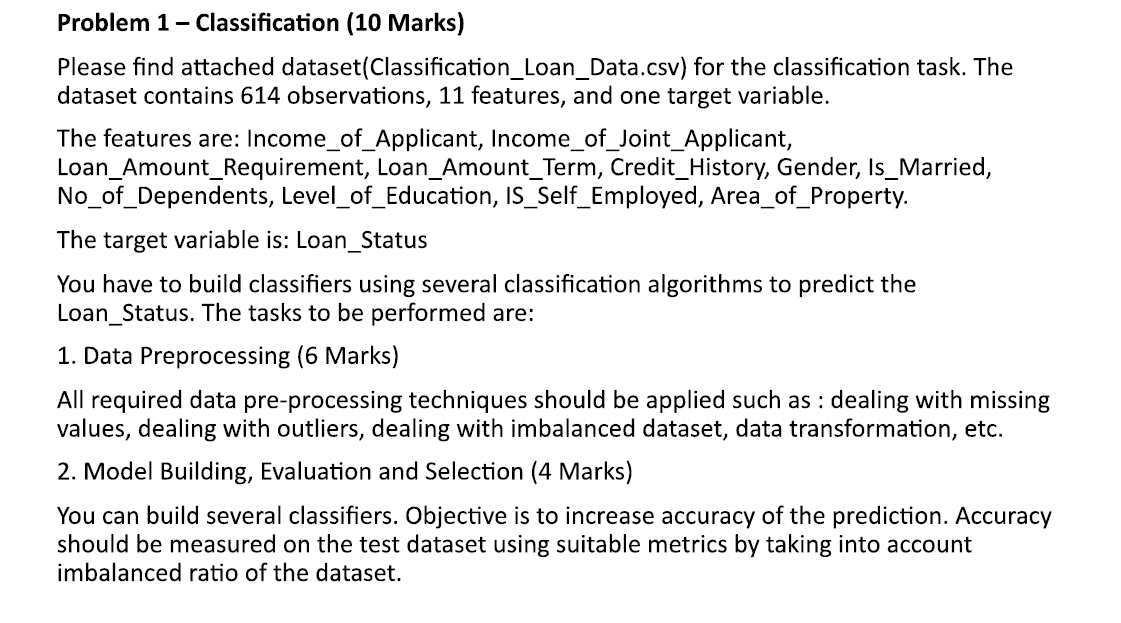 Problem 1 – Classification (10 Marks)
Please find attached dataset(Classification_Loan_Data.csv) for the classification task. The
dataset contains 614 observations, 11 features, and one target variable.
The features are: Income_of_Applicant, Income_of_Joint_Applicant,
Loan_Amount_Requirement, Loan_Amount_Term, Credit_History, Gender, Is_Married,
No_of_Dependents, Level_of_Education, IS_Self_Employed, Area_of_Property.
The target variable is: Loan_Status
You have to build classifiers using several classification algorithms to predict the
Loan_Status. The tasks to be performed are:
1. Data Preprocessing (6 Marks)
All required data pre-processing techniques should be applied such as : dealing with missing
values, dealing with outliers, dealing with imbalanced dataset, data transformation, etc.
2. Model Building, Evaluation and Selection (4 Marks)
You can build several classifiers. Objective is to increase accuracy of the prediction. Accuracy
should be measured on the test dataset using suitable metrics by taking into account
imbalanced ratio of the dataset.